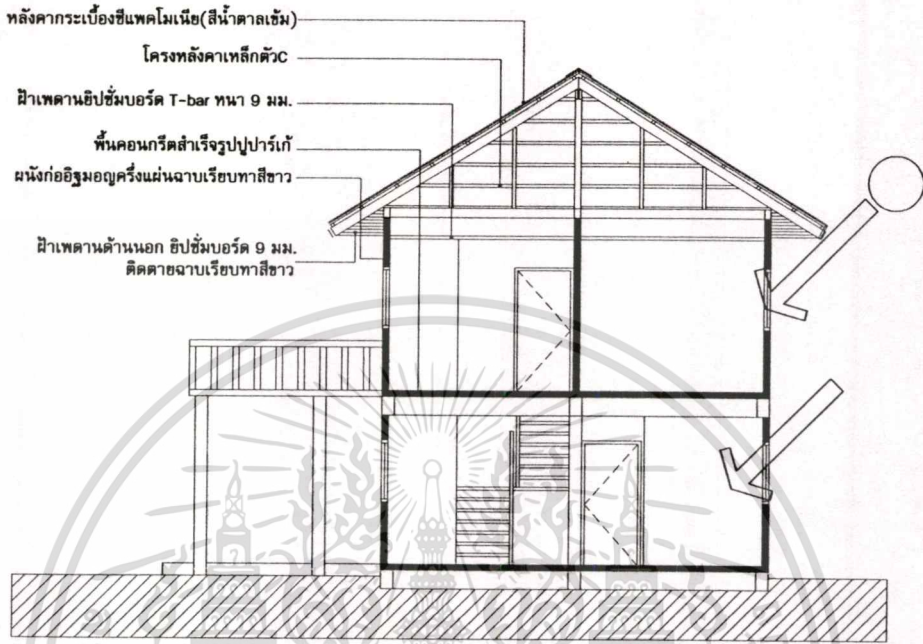 หลังคากระเบื้องซีแพคโมเนีย(สีน้ำตาลเข้ม)
โครงหลังคาเหล็กตัวC
ฝ้าเพดานยิปซั่มบอร์ด T-bar หนา 9 มม.
พื้นคอนกรีตสำเร็จรูปปูปาร์เก้
ผนังก่ออิฐมอญครึ่งแผ่นฉาบเรียบทาสีขาว
ฝ้าเพดานด้านนอก ยิปซั่มบอร์ด 9 มม.
ติดตายฉาบเรียบทาสีขาว